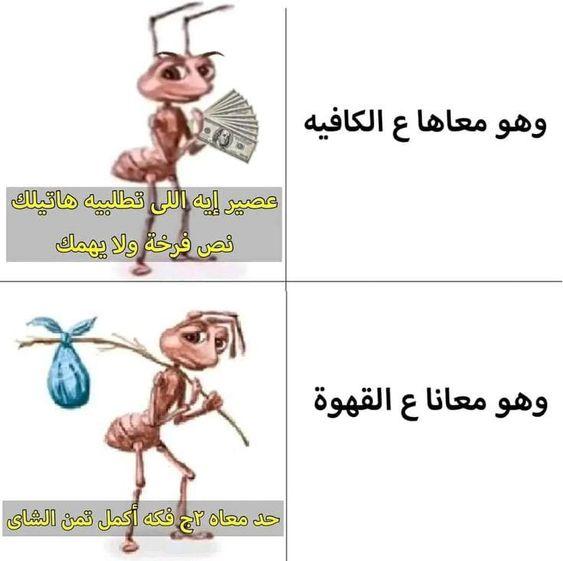 وهو معاها ع الكافيه
عصير إيه اللى تطلبيه هاتيلك
نص فرخة ولا يهمك
وهو معانا ع القهوة
حد معاه ٢ج فكه أكمل تمن الشاى